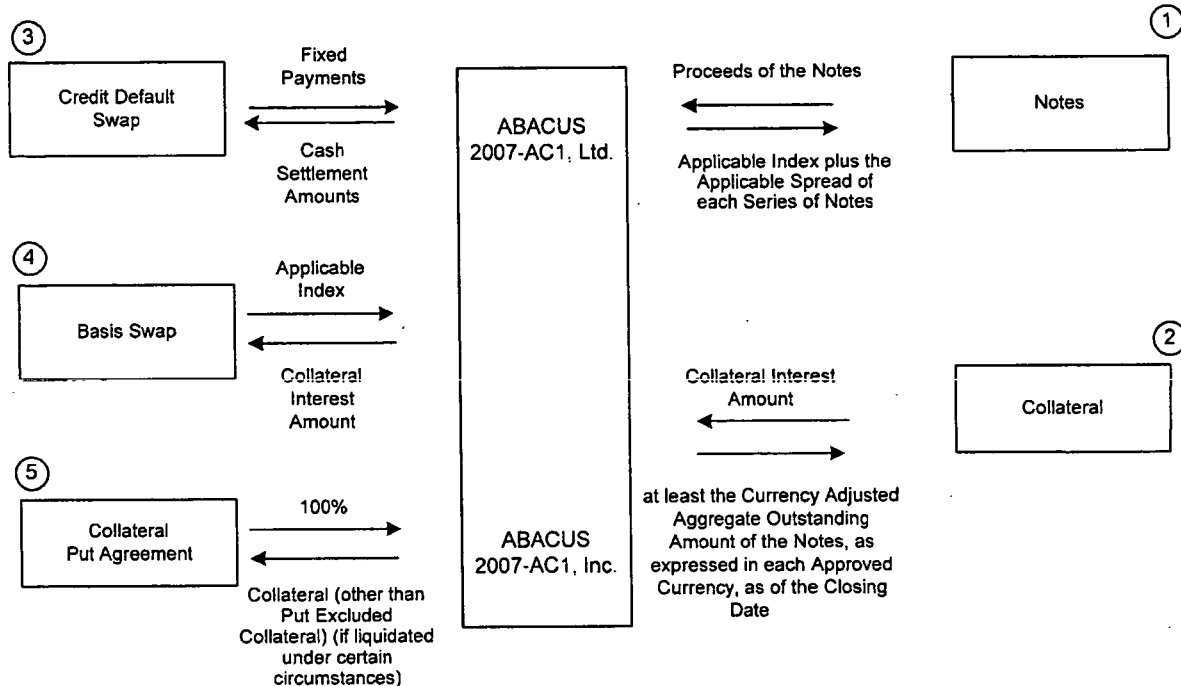 3
Credit Default
Swap
Fixed
Payments
Cash
Settlement
Amounts
4
Basis Swap
Applicable
Index
Collateral
Interest
Amount
5
Collateral
Put Agreement
100%
Collateral (other than
Put Excluded
Collateral) (if liquidated
under certain
circumstances)
ABACUS
2007-AC1, Ltd.
ABACUS
2007-AC1, Inc.
1
Notes
Proceeds of the Notes
Applicable Index plus the
Applicable Spread of
each Series of Notes
2
Collateral
Collateral Interest
Amount
at least the Currency Adjusted
Aggregate Outstanding
Amount of the Notes, as
expressed in each Approved
Currency, as of the Closing
Date